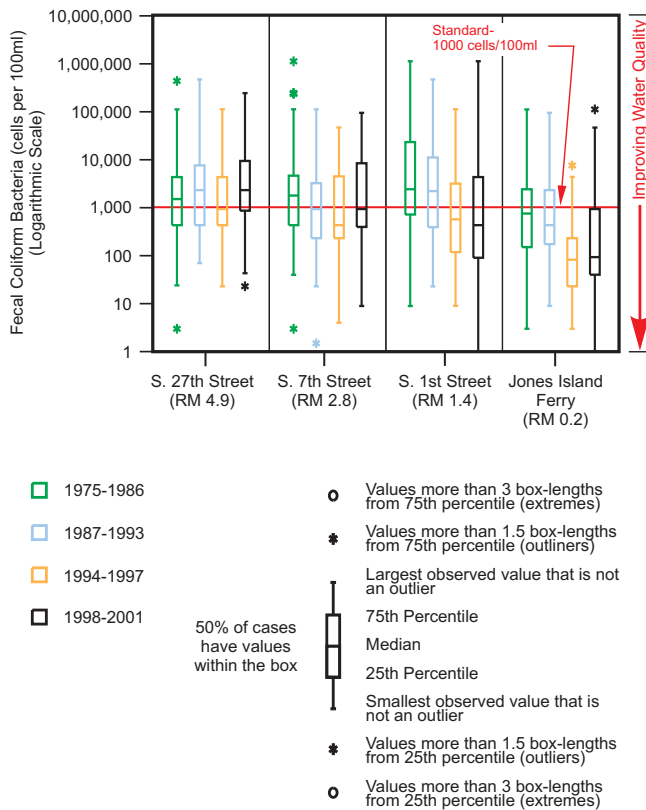 Fecal Coliform Bacteria (cells per 100ml)
(Logarithmic Scale)
10,000,000
1,000,000
100,000
10,000
1,000
100
10
1
Standard-
1000 cells/100ml
Improving Water Quality
S. 27th Street
(RM 4.9)
S. 7th Street
(RM 2.8)
S. 1st Street
(RM 1.4)
Jones Island
Ferry
(RM 0.2)
1975-1986
1987-1993
1994-1997
1998-2001
50% of cases
have values
within the box
Values more than 3 box-lengths
from 75th percentile (extremes)
Values more than 1.5 box-lengths
from 75th percentile (outliners)
Largest observed value that is not
an outlier
75th Percentile
Median
25th Percentile
Smallest observed value that is
not an outlier
Values more than 1.5 box-lengths
from 25th percentile (outliers)
Values more than 3 box-lengths
from 25th percentile (extremes)